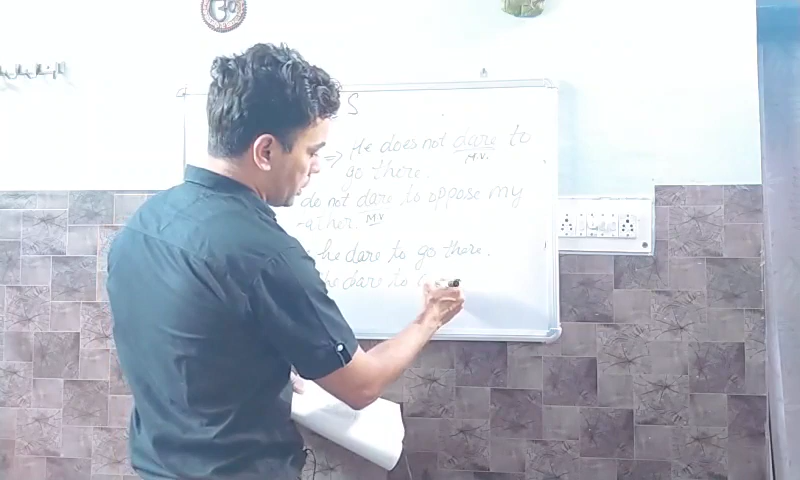 ॐ
S
⇒ He does not dare to
M.V.
go there.
do not dare to oppose my
ather. M.V
he dare to go there.
he dare to